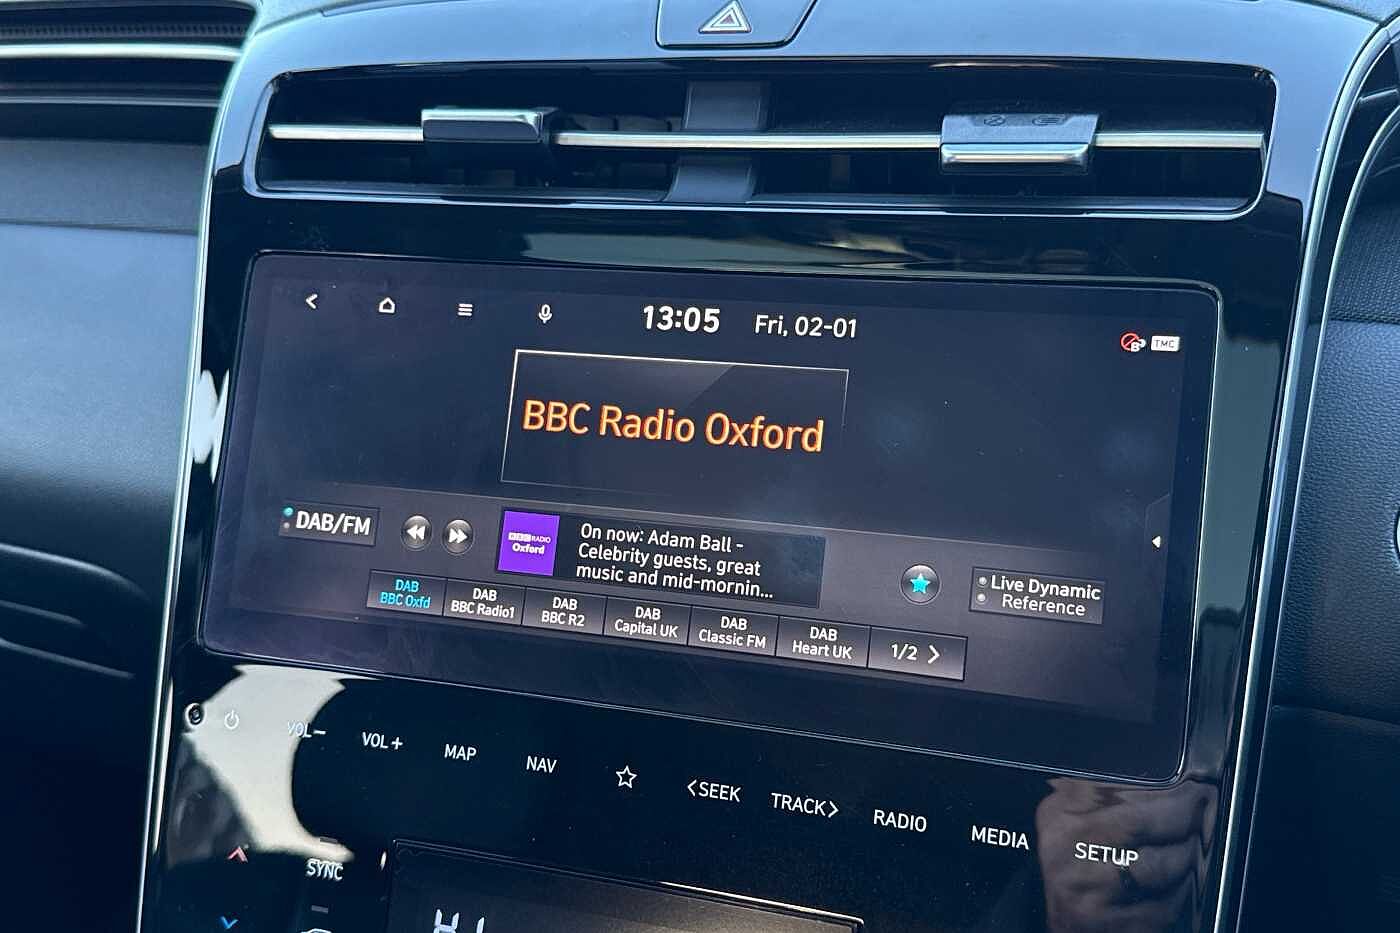 13:05 Fri, 02-01
TMC
BBC Radio Oxford
DAB/FM
BBC RADIO
Oxford
On now: Adam Ball -
Celebrity guests, great
music and mid-mornin...
Live Dynamic
Reference
DAB
BBC Oxfd
DAB
BBC Radio1
DAB
BBC R2
DAB
Capital UK
DAB
Classic FM
DAB
Heart UK
1/2 >
VOL-
VOL+
MAP
NAV
<SEEK
TRACK>
RADIO
MEDIA
SETUP
SYNC